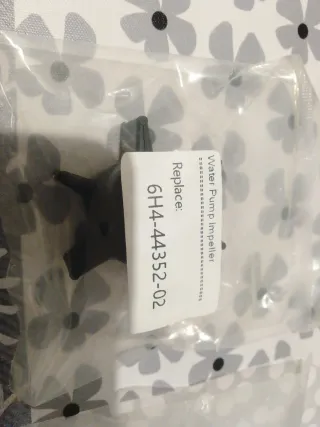 Water Pump Impeller
Replace:
6H4-44352-02